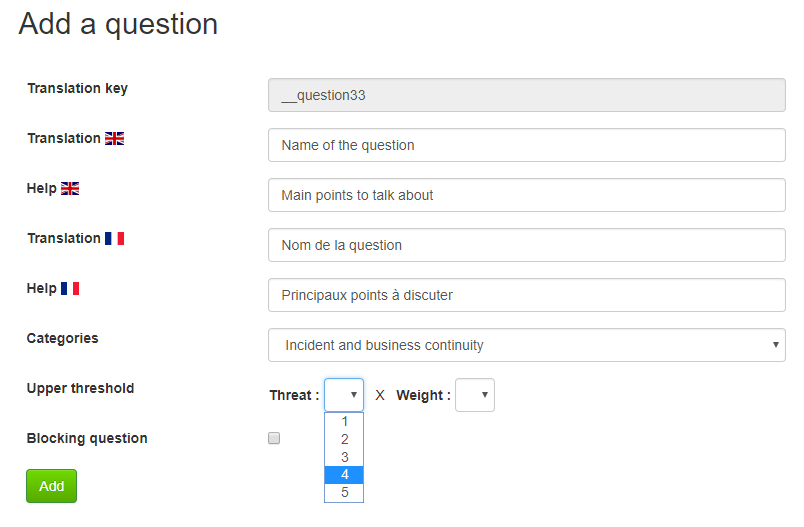 Add a question
Translation key
__question33
Translation
Name of the question
Help
Main points to talk about
Translation
Nom de la question
Help
Principaux points à discuter
Categories
Incident and business continuity
Upper threshold
Threat : X Weight :
1
2
3
4
5
Blocking question
Add